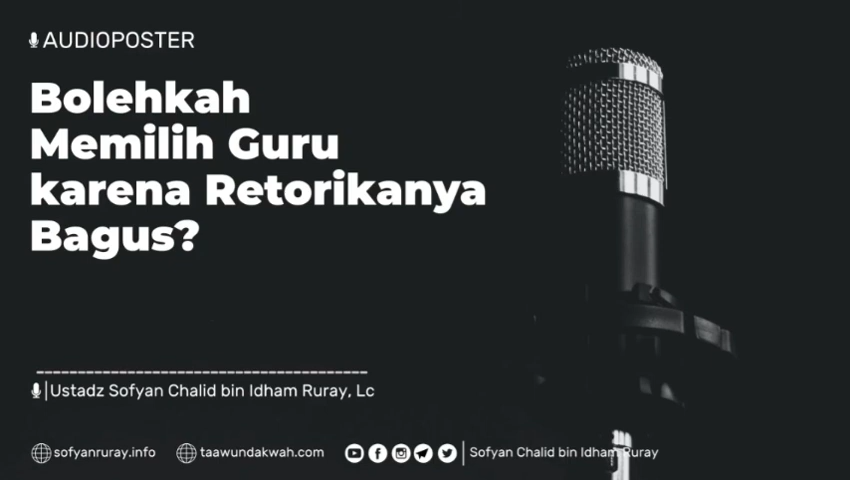 AUDIOPOSTER
Bolehkah
Memilih Guru
karena Retorikanya
Bagus?
Ustadz Sofyan Chalid bin Idham Ruray, Lc
sofyanruray.info taawundakwah.com Sofyan Chalid bin Idham Ruray